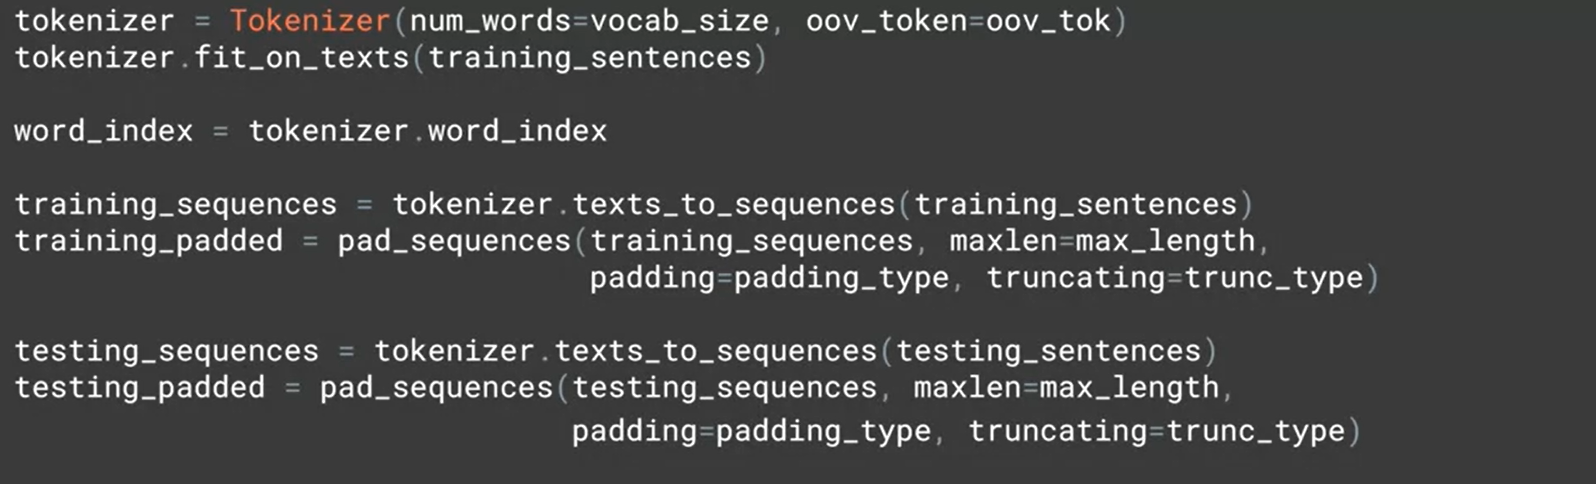 tokenizer = Tokenizer(num_words=vocab_size, oov_token=oov_tok)
tokenizer.fit_on_texts(training_sentences)
word_index = tokenizer.word_index
training_sequences = tokenizer.texts_to_sequences(training_sentences)
training_padded = pad_sequences(training_sequences, maxlen=max_length,
padding=padding_type, truncating=trunc_type)
testing_sequences = tokenizer.texts_to_sequences(testing_sentences)
testing_padded = pad_sequences(testing_sequences, maxlen=max_length,
padding=padding_type, truncating=trunc_type)